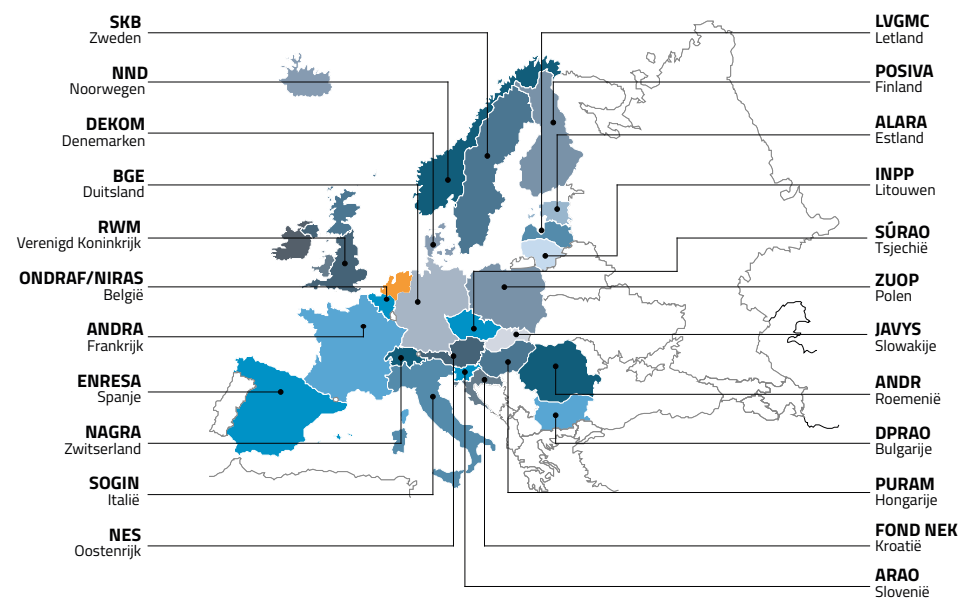 SKB
Zweden
NND
Noorwegen
DEKOM
Denemarken
BGE
Duitsland
RWM
Verenigd Koninkrijk
ONDRAF/NIRAS
België
ANDRA
Frankrijk
ENRESA
Spanje
NAGRA
Zwitserland
SOGIN
Italië
NES
Oostenrijk
LVGMC
Letland
POSIVA
Finland
ALARA
Estland
INPP
Litouwen
SÚRAO
Tsjechië
ZUOP
Polen
JAVYS
Slowakije
ANDR
Roemenië
DPRAO
Bulgarije
PURAM
Hongarije
FOND NEK
Kroatië
ARAO
Slovenië